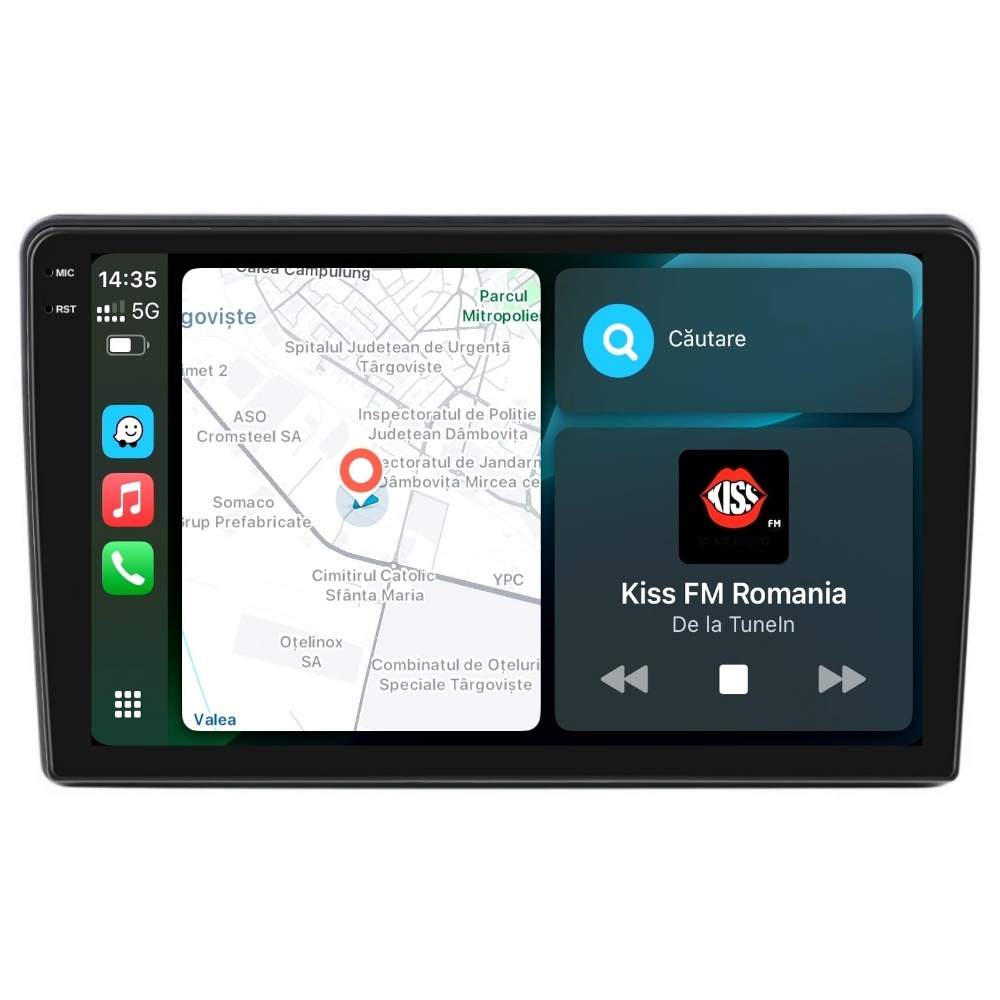 MIC
RST
14:35
5G
Calea Câmpulung
goviște
Parcul
Mitropoliei
Spitalul Județean de Urgență
Târgoviște
imet 2
ASO
Cromsteel SA
Inspectoratul de Poliție
Județean Dâmbovița
ectoratul de Jandarm
Dâmbovița Mircea ce
Somaco
Grup Prefabricate
Cimitirul Catolic
Sfânta Maria
YPC
Oțelinox
SA
Combinatul de Oțeluri
Speciale Târgoviște
Valea
Căutare
KISS
FM
Kiss FM Romania
De la TuneIn